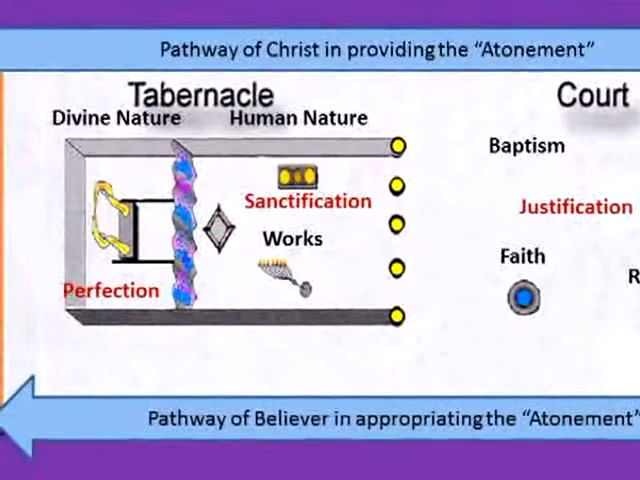 Pathway of Christ in providing the “Atonement”
Tabernacle
Court
Divine Nature
Human Nature
Baptism
Sanctification
Justification
Works
Faith
Perfection
R
Pathway of Believer in appropriating the “Atonement”